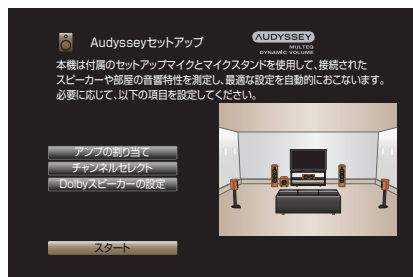 Audysseyセットアップ
AUDYSSEY
MULTEQ
DYNAMIC VOLUME
本機は付属のセットアップマイクとマイクスタンドを使用して、接続された
スピーカーや部屋の音響特性を測定し、最適な設定を自動的におこないます。
必要に応じて、以下の項目を設定してください。
アンプの割り当て
チャンネルセレクト
Dolbyスピーカーの設定
スタート